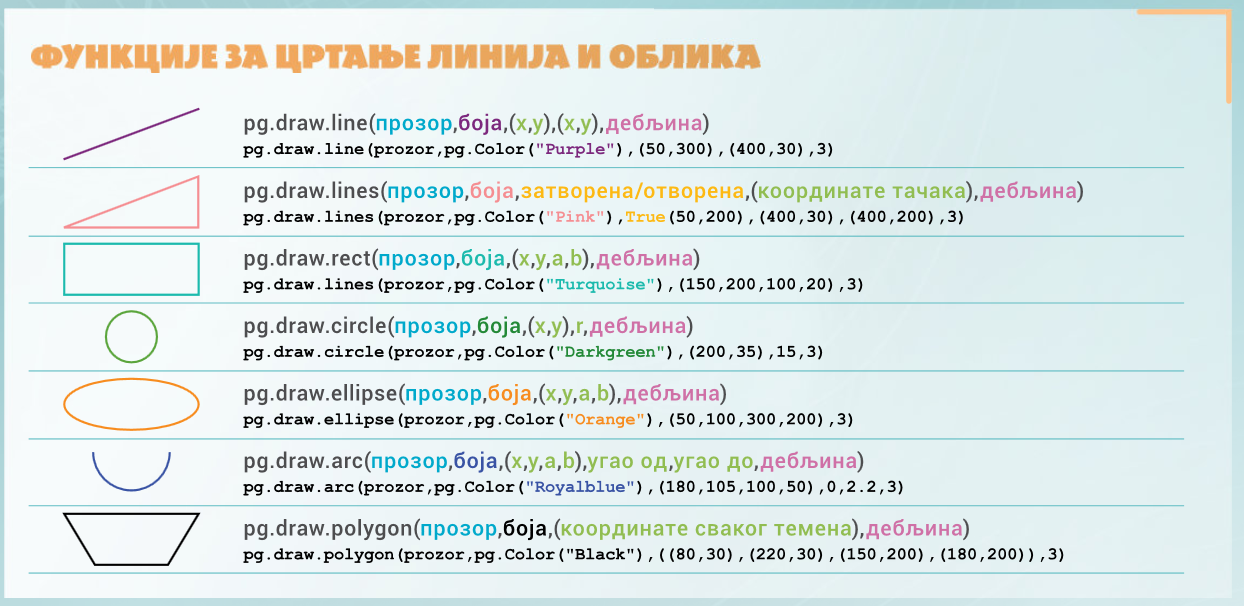 ФУНКЦИЈЕ ЗА ЦРТАЊЕ ЛИНИЈА И ОБЛИКА
pg.draw.line(прозор,боја,(x,y),(x,y),дебљина)
pg.draw.line(prozor,pg.Color("Purple"),(50,300),(400,30),3)
pg.draw.lines(прозор,боја,затворена/отворена,(координате тачака),дебљина)
pg.draw.lines(prozor,pg.Color("Pink"),True(50,200),(400,30),(400,200),3)
pg.draw.rect(прозор,боја,(x,y,a,b),дебљина)
pg.draw.lines(prozor,pg.Color("Turquoise"),(150,200,100,20),3)
pg.draw.circle(прозор,боја,(x,y),r,дебљина)
pg.draw.circle(prozor,pg.Color("Darkgreen"),(200,35),15,3)
pg.draw.ellipse(прозор,боја,(x,y,a,b),дебљина)
pg.draw.ellipse(prozor,pg.Color("Orange"),(50,100,300,200),3)
pg.draw.arc(прозор,боја,(x,y,a,b),угао од,угао до,дебљина)
pg.draw.arc(prozor,pg.Color("Royalblue"),(180,105,100,50),0,2.2,3)
pg.draw.polygon(прозор,боја,(координате сваког темена),дебљина)
pg.draw.polygon(prozor,pg.Color("Black"),((80,30),(220,30),(150,200),(180,200)),3)